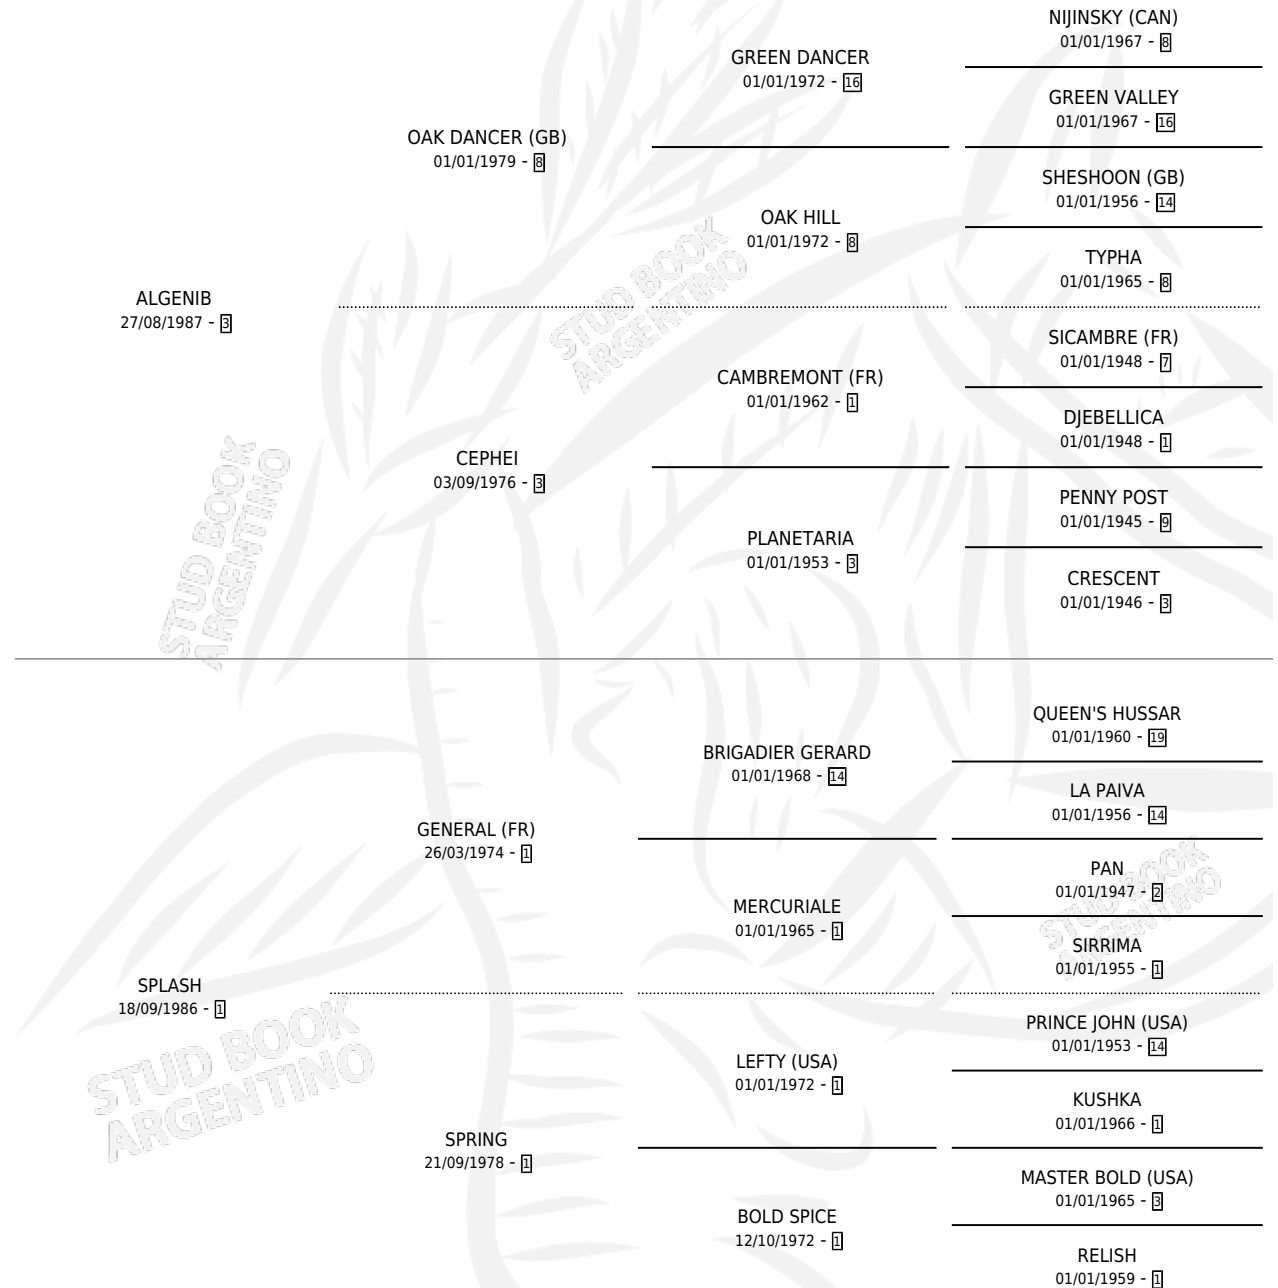 NIJINSKY (CAN)
01/01/1967 - 8
GREEN DANCER
01/01/1972 - 16
GREEN VALLEY
01/01/1967 - 16
OAK DANCER (GB)
01/01/1979 - 8
SHESHOON (GB)
01/01/1956 - 14
OAK HILL
01/01/1972 - 8
TYPHA
01/01/1965 - 8
ALGENIB
27/08/1987 - 3
SICAMBRE (FR)
01/01/1948 - 7
CAMBREMONT (FR)
01/01/1962 - 1
DJEBELLICA
01/01/1948 - 1
CEPHEI
03/09/1976 - 3
PENNY POST
01/01/1945 - 9
PLANETARIA
01/01/1953 - 3
CRESCENT
01/01/1946 - 3
QUEEN'S HUSSAR
01/01/1960 - 19
BRIGADIER GERARD
01/01/1968 - 14
LA PAIVA
01/01/1956 - 14
GENERAL (FR)
26/03/1974 - 1
PAN
01/01/1947 - 2
MERCURIALE
01/01/1965 - 1
SIRRIMA
01/01/1955 - 1
SPLASH
18/09/1986 - 1
PRINCE JOHN (USA)
01/01/1953 - 14
LEFTY (USA)
01/01/1972 - 1
KUSHKA
01/01/1966 - 1
SPRING
21/09/1978 - 1
MASTER BOLD (USA)
01/01/1965 - 3
BOLD SPICE
12/10/1972 - 1
RELISH
01/01/1959 - 1
STUD BOOK
ARGENTINO
STUD BOOK
ARGENTINO
STUD BOOK
ARGENTINO
STUD BOOK
ARGENTINO